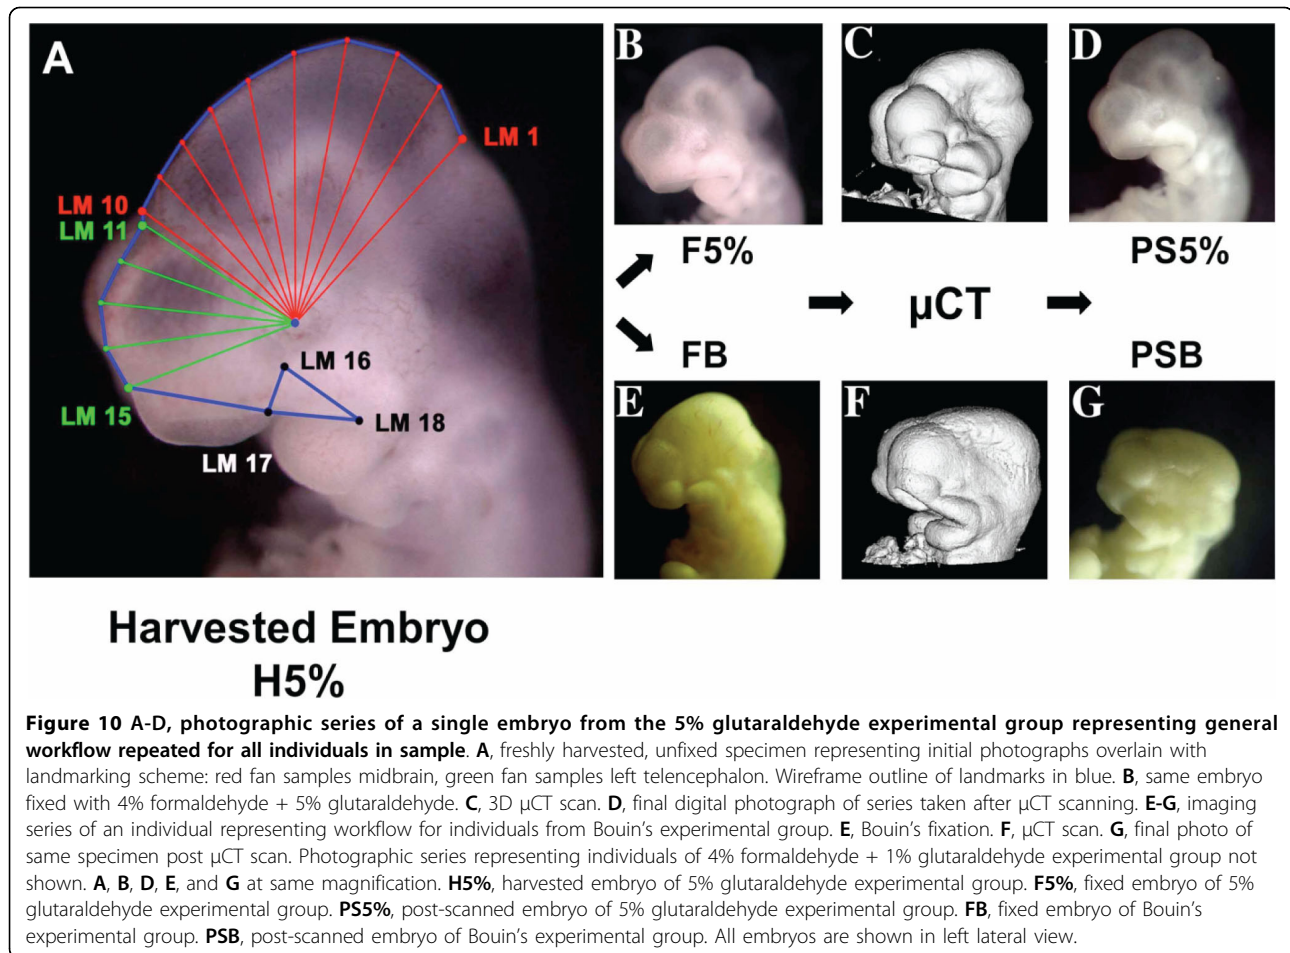 A
LM 1
LM 10
LM 11
LM 15
LM 16
LM 17
LM 18
Harvested Embryo
H5%
B
C
D
F5%
µCT
PS5%
FB
PSB
E
F
G
Figure 10 A-D, photographic series of a single embryo from the 5% glutaraldehyde experimental group representing general
workflow repeated for all individuals in sample. A, freshly harvested, unfixed specimen representing initial photographs overlain with
landmarking scheme: red fan samples midbrain, green fan samples left telencephalon. Wireframe outline of landmarks in blue. B, same embryo
fixed with 4% formaldehyde + 5% glutaraldehyde. C, 3D µCT scan. D, final digital photograph of series taken after µCT scanning. E-G, imaging
series of an individual representing workflow for individuals from Bouin's experimental group. E, Bouin's fixation. F, µCT scan. G, final photo of
same specimen post µCT scan. Photographic series representing individuals of 4% formaldehyde + 1% glutaraldehyde experimental group not
shown. A, B, D, E, and G at same magnification. H5%, harvested embryo of 5% glutaraldehyde experimental group. F5%, fixed embryo of 5%
glutaraldehyde experimental group. PS5%, post-scanned embryo of 5% glutaraldehyde experimental group. FB, fixed embryo of Bouin's
experimental group. PSB, post-scanned embryo of Bouin's experimental group. All embryos are shown in left lateral view.